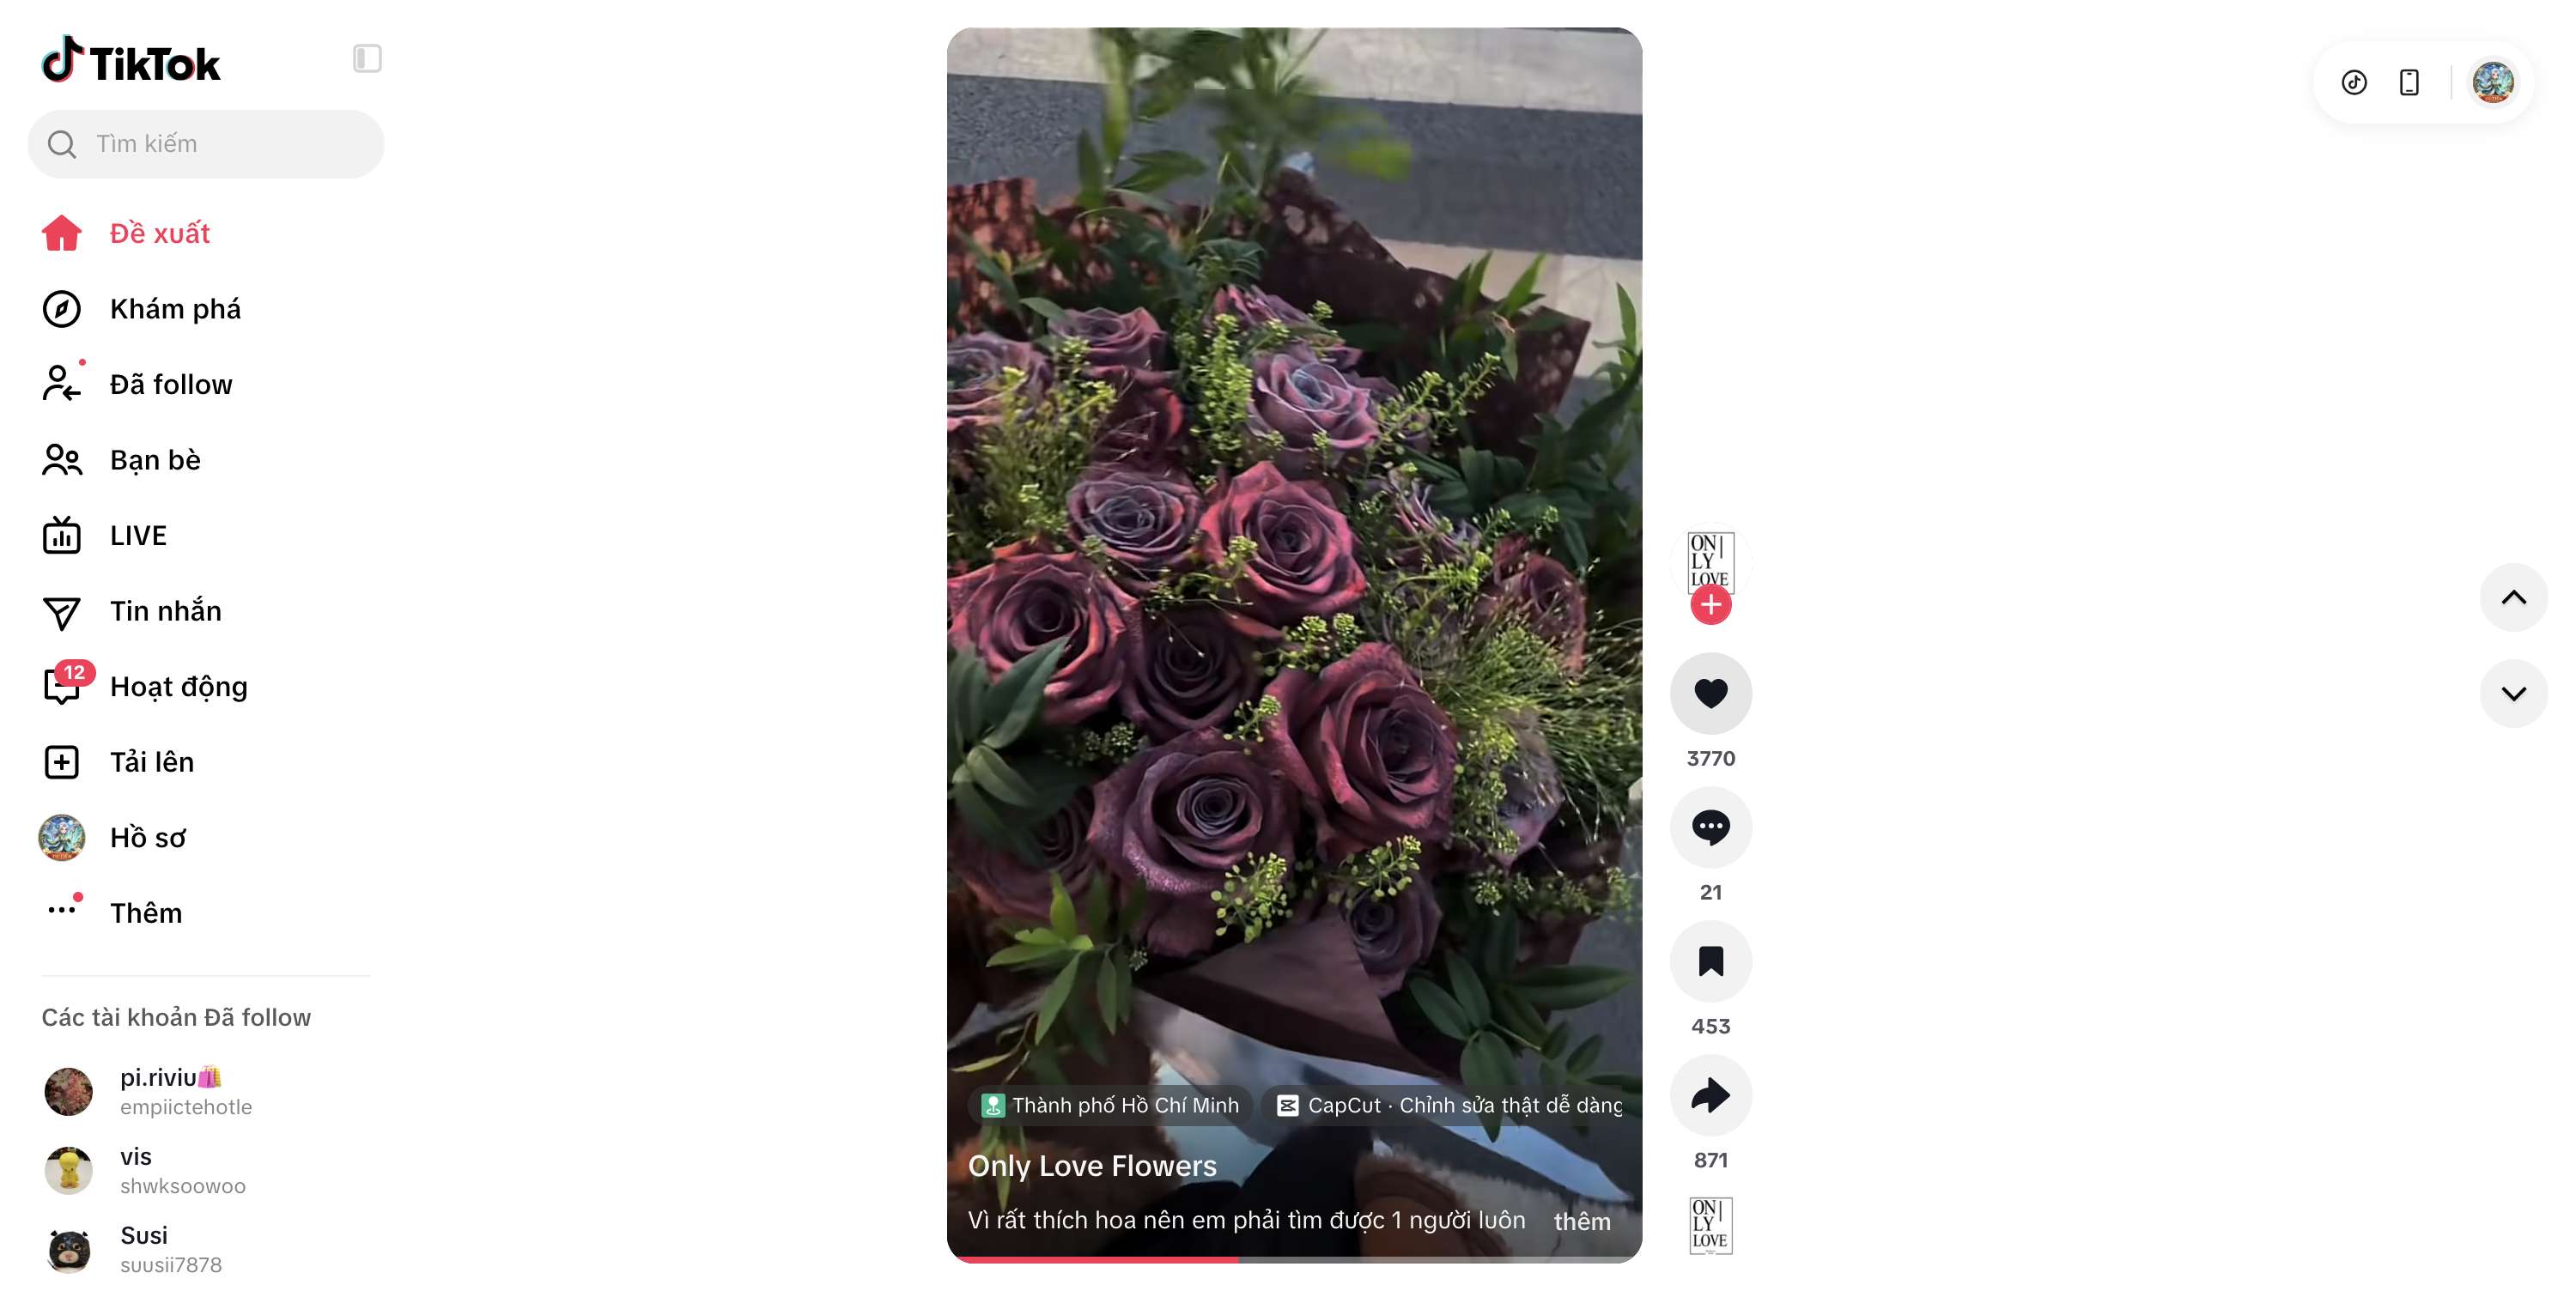 TikTok
Tìm kiếm
Đề xuất
Khám phá
Đã follow
Bạn bè
LIVE
Tin nhắn
12
Hoạt động
Tải lên
Hồ sơ
Thêm
Các tài khoản Đã follow
pi.riviu
empiictehotle
vis
shwksoowoo
Susi
suusii7878
Thành phố Hồ Chí Minh
CapCut · Chỉnh sửa thật dễ dàng
Only Love Flowers
Vì rất thích hoa nên em phải tìm được 1 người luôn thêm
ON
LY
LOVE
3770
21
453
871
ON
LY
LOVE